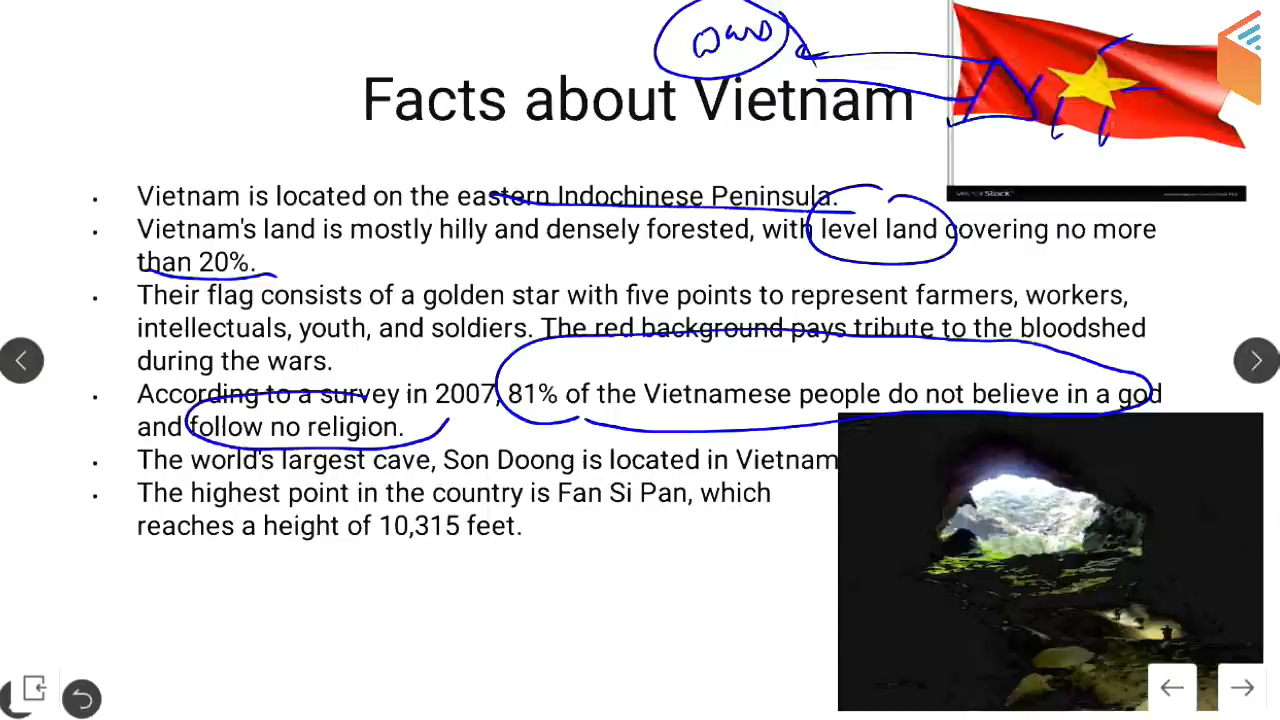 wars
Facts about Vietnam
VECTORStock
· Vietnam is located on the eastern Indochinese Peninsula.
· Vietnam's land is mostly hilly and densely forested, with level land covering no more
than 20%.
· Their flag consists of a golden star with five points to represent farmers, workers,
intellectuals, youth, and soldiers. The red background pays tribute to the bloodshed
during the wars.
· According to a survey in 2007, 81% of the Vietnamese people do not believe in a god
and follow no religion.
· The world's largest cave, Son Doong is located in Vietnam
· The highest point in the country is Fan Si Pan, which
reaches a height of 10,315 feet.